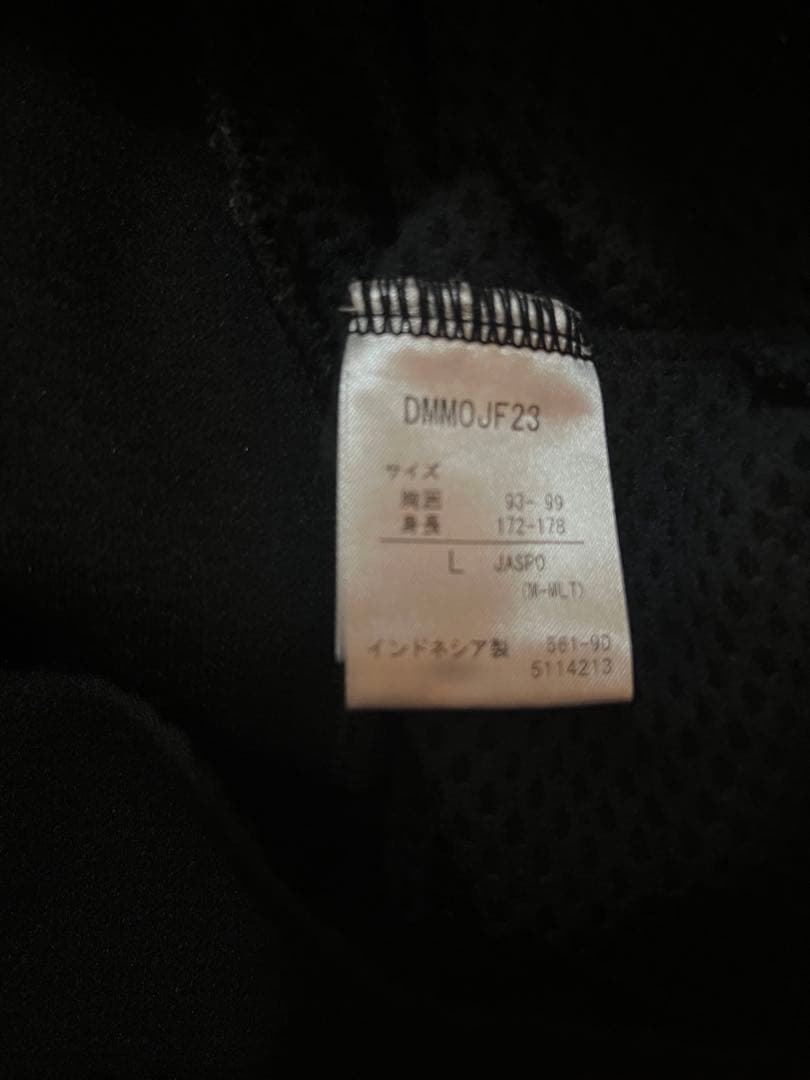 DMMOJF23
サイズ
胸囲 93-99
身長 172-178
L JASPO
(M-MLT)
インドネシア製 561-90
5114213